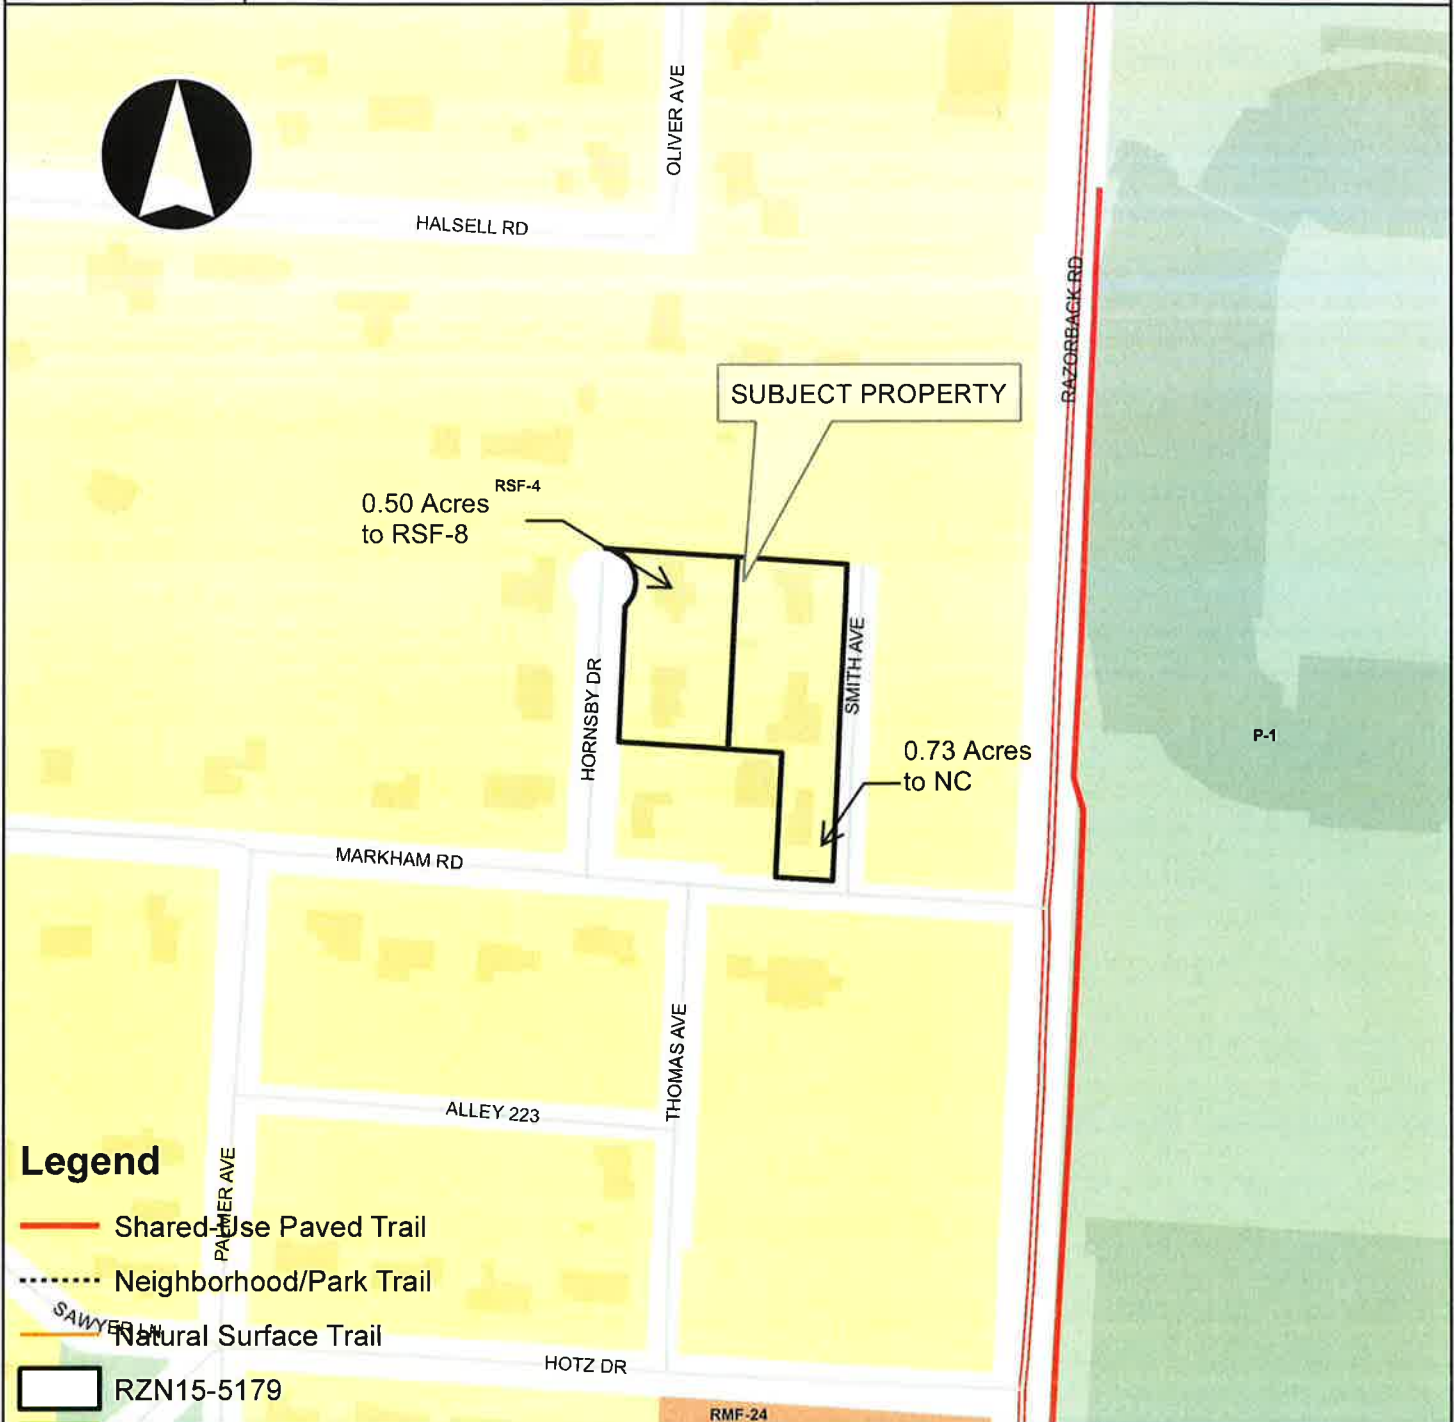 OLIVER AVE
HALSELL RD
RAZORBACK RD
SUBJECT PROPERTY
RSF-4
0.50 Acres
to RSF-8
SMITH AVE
HORNSBY DR
P-1
0.73 Acres
to NC
MARKHAM RD
THOMAS AVE
ALLEY 223
Legend
PALMER AVE
Shared-Use Paved Trail
Neighborhood/Park Trail
SAWYER LN
Natural Surface Trail
HOTZ DR
RZN15-5179
RMF-24